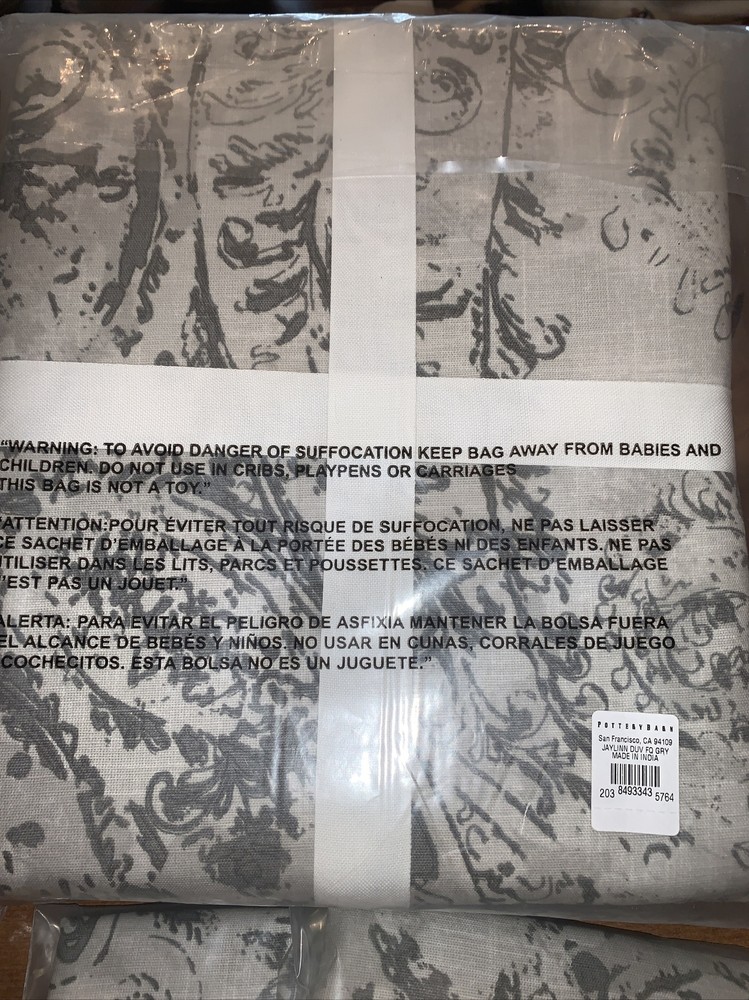 “WARNING: TO AVOID DANGER OF SUFFOCATION KEEP BAG AWAY FROM BABIES AND
CHILDREN. DO NOT USE IN CRIBS, PLAYPENS OR CARRIAGES
THIS BAG IS NOT A TOY.”
“ATTENTION:POUR ÉVITER TOUT RISQUE DE SUFFOCATION, NE PAS LAISSER
CE SACHET D’EMBALLAGE À LA PORTÉE DES BÉBÉS NI DES ENFANTS. NE PAS
UTILISER DANS LES LITS, PARCS ET POUSSETTES. CE SACHET D’EMBALLAGE
’EST PAS UN JOUET.”
ALERTA: PARA EVITAR EL PELIGRO DE ASFIXIA MANTENER LA BOLSA FUERA
EL ALCANCE DE BEBÉS Y NIÑOS. NO USAR EN CUNAS, CORRALES DE JUEGO
COCHECITOS. ESTA BOLSA NO ES UN JUGUETE.”
POTTERY BARN
San Francisco, CA 94109
JAYLINN DUV FQ GRY
MADE IN INDIA
203 8493343 5764